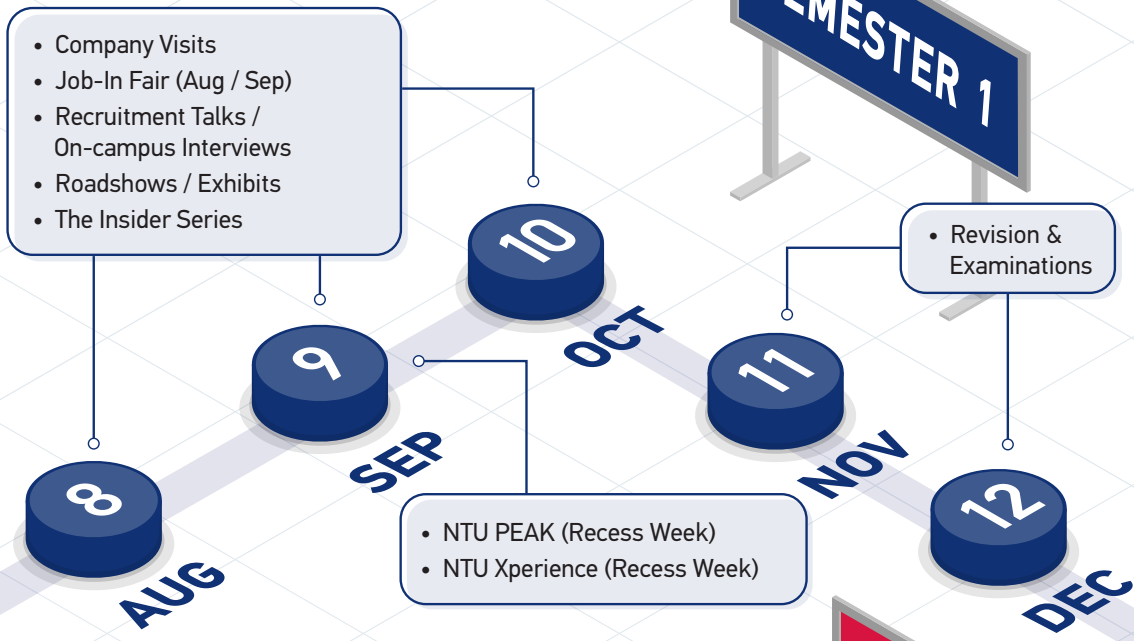 • Company Visits
• Job-In Fair (Aug / Sep)
• Recruitment Talks /
On-campus Interviews
• Roadshows / Exhibits
• The Insider Series
EMESTER 1
• Revision &
Examinations
10
OCT
9
SEP
11
NOV
8
AUG
12
DEC
• NTU PEAK (Recess Week)
• NTU Xperience (Recess Week)